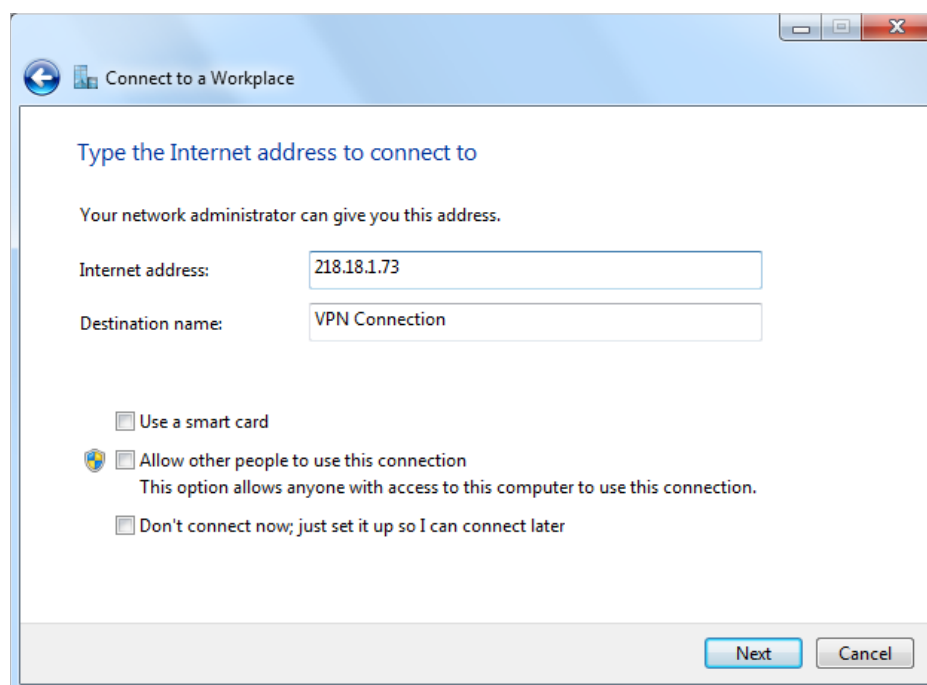 Connect to a Workplace
Type the Internet address to connect to
Your network administrator can give you this address.
Internet address: 218.18.1.73
Destination name: VPN Connection
Use a smart card
Allow other people to use this connection
This option allows anyone with access to this computer to use this connection.
Don't connect now; just set it up so I can connect later
Next Cancel